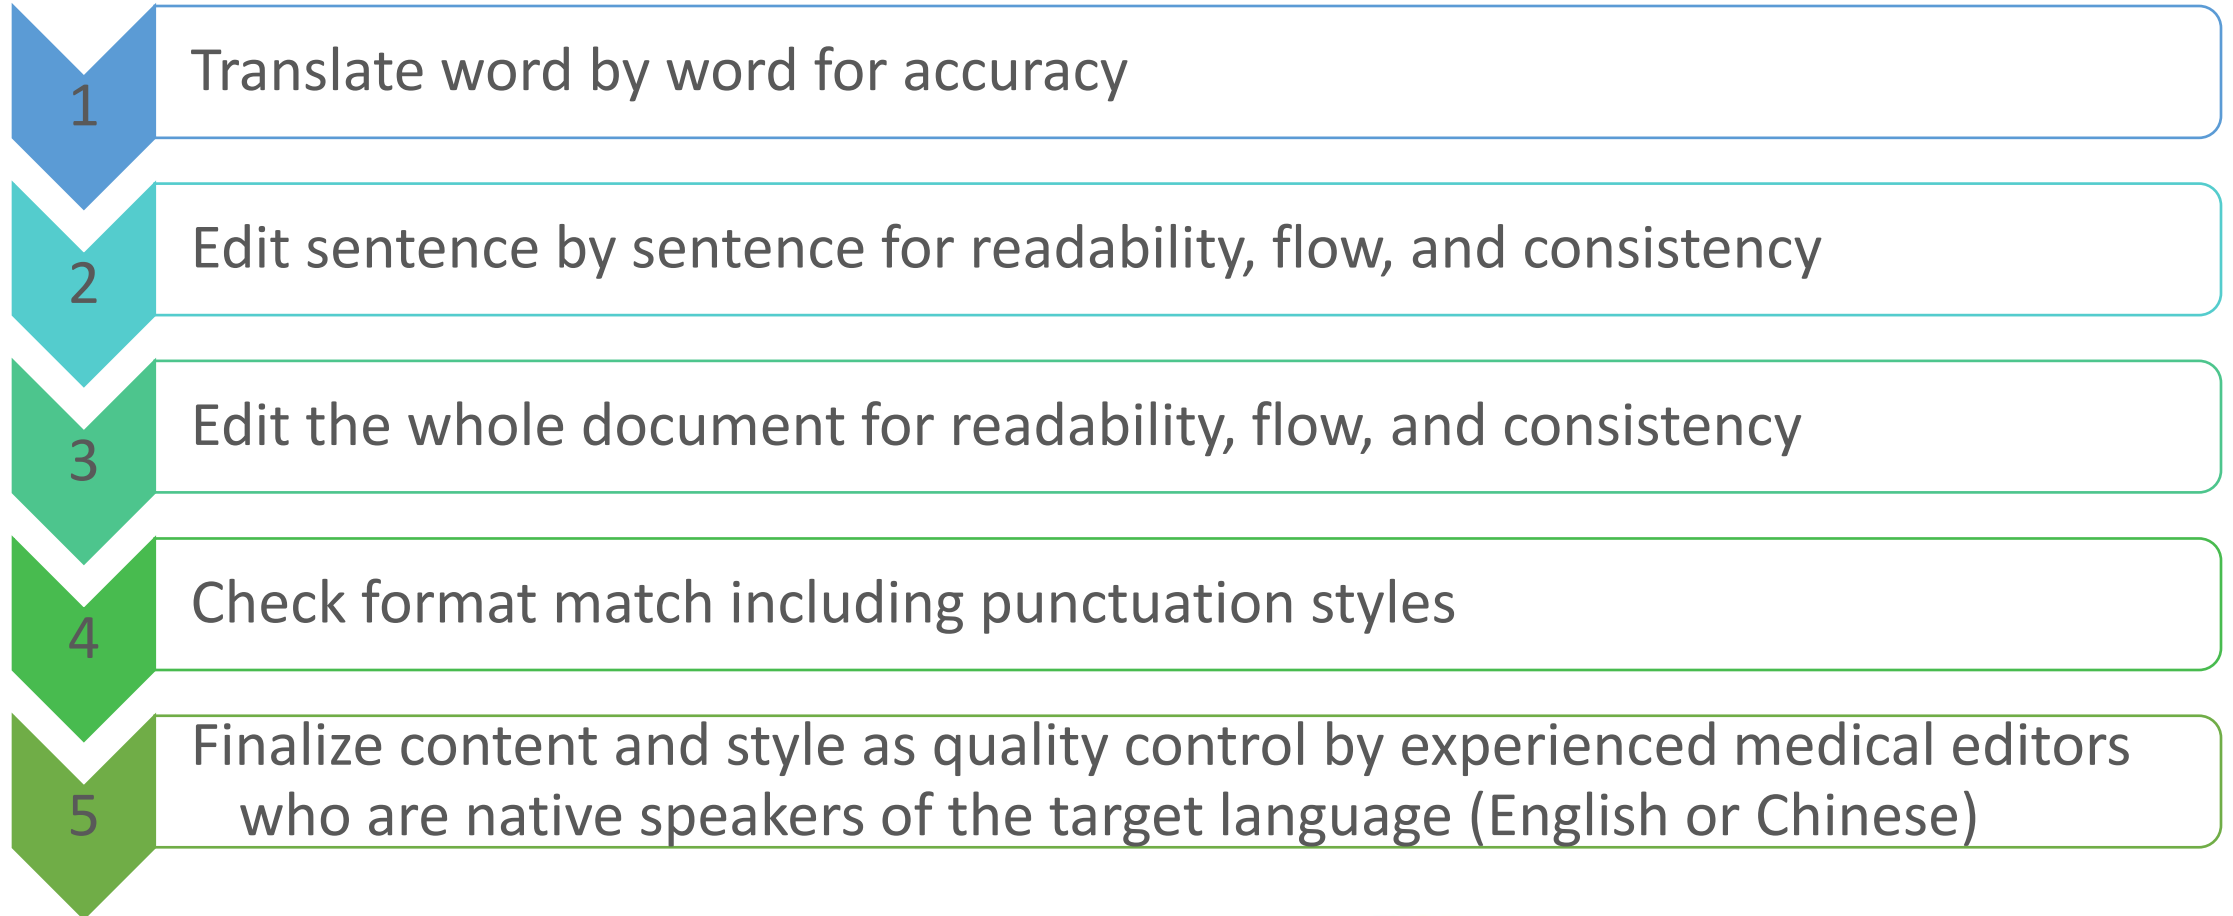 1
Translate word by word for accuracy
2
Edit sentence by sentence for readability, flow, and consistency
3
Edit the whole document for readability, flow, and consistency
4
Check format match including punctuation styles
5
Finalize content and style as quality control by experienced medical editors
who are native speakers of the target language (English or Chinese)